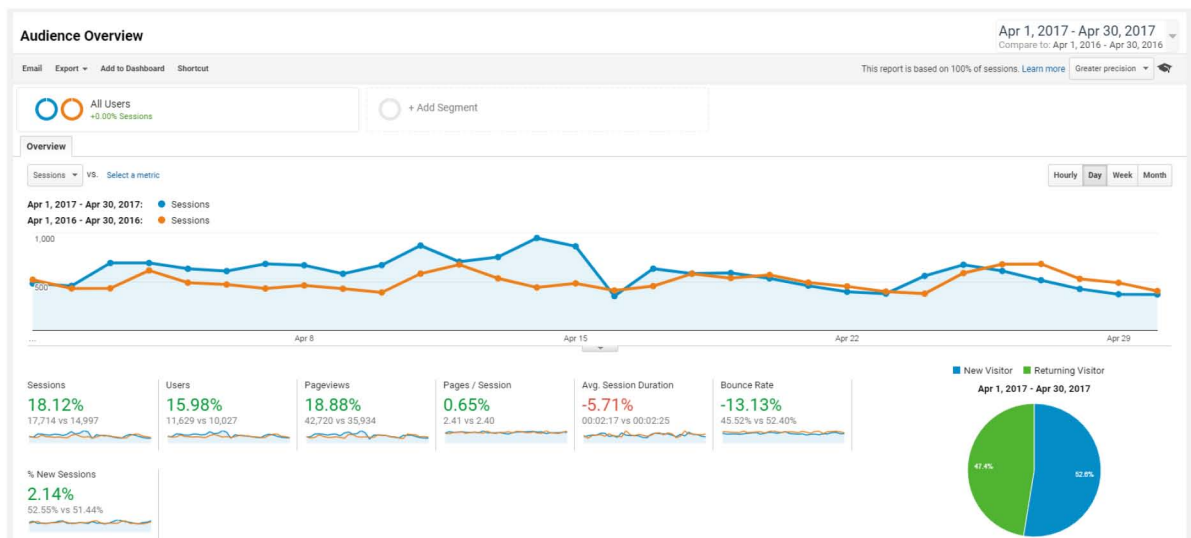 Audience Overview
Apr 1, 2017 - Apr 30, 2017
Compare to: Apr 1, 2016 - Apr 30, 2016
Email Export Add to Dashboard Shortcut
This report is based on 100% of sessions. Learn more Greater precision
All Users
+0.00% Sessions
+ Add Segment
Overview
Sessions VS. Select a metric
Hourly Day Week Month
Apr 1, 2017 - Apr 30, 2017: Sessions
Apr 1, 2016 - Apr 30, 2016: Sessions
1,000
500
... Apr 8 Apr 15 Apr 22 Apr 29
Sessions
18.12%
17,714 vs 14,997
Users
15.98%
11,629 vs 10,027
Pageviews
18.88%
42,720 vs 35,934
Pages / Session
0.65%
2.41 vs 2.40
Avg. Session Duration
-5.71%
00:02:17 vs 00:02:25
Bounce Rate
-13.13%
45.52% vs 52.40%
% New Sessions
2.14%
52.55% vs 51.44%
New Visitor Returning Visitor
Apr 1, 2017 - Apr 30, 2017
47.4%
52.6%